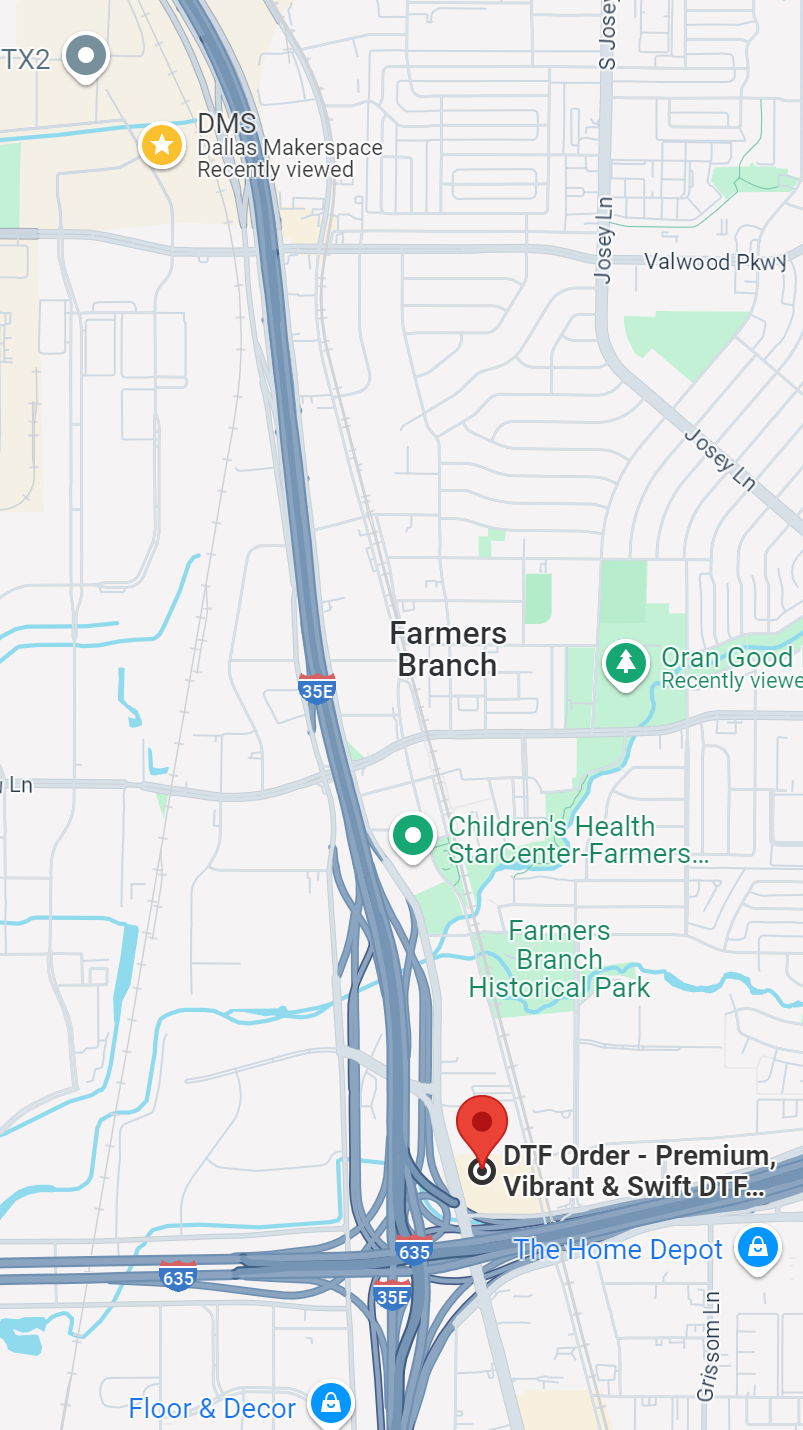 TX2
S Josey
DMS
Dallas Makerspace
Recently viewed
Josey Ln
Valwood Pkwy
Josey Ln
Farmers
Branch
Oran Good
Recently viewe
35E
Ln
Children's Health
StarCenter-Farmers...
Farmers
Branch
Historical Park
DTF Order - Premium,
Vibrant & Swift DTF...
635
The Home Depot
635
35E
Grissom Ln
Floor & Decor